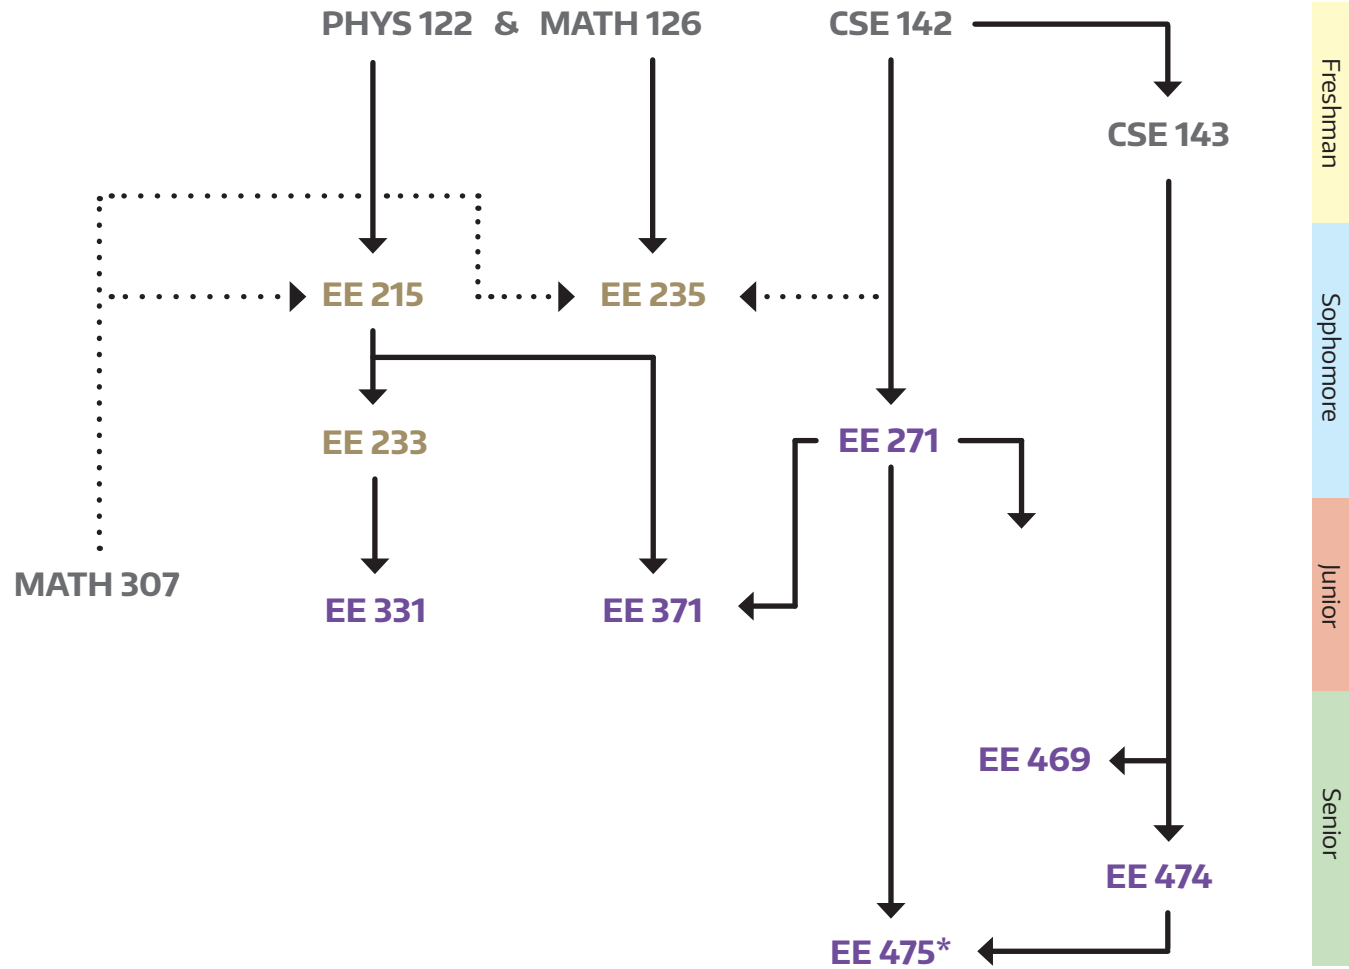 PHYS 122 & MATH 126
CSE 142
CSE 143
Freshman
EE 215
EE 235
Sophomore
EE 233
EE 271
MATH 307
EE 331
EE 371
Junior
EE 469
EE 474
Senior
EE 475*